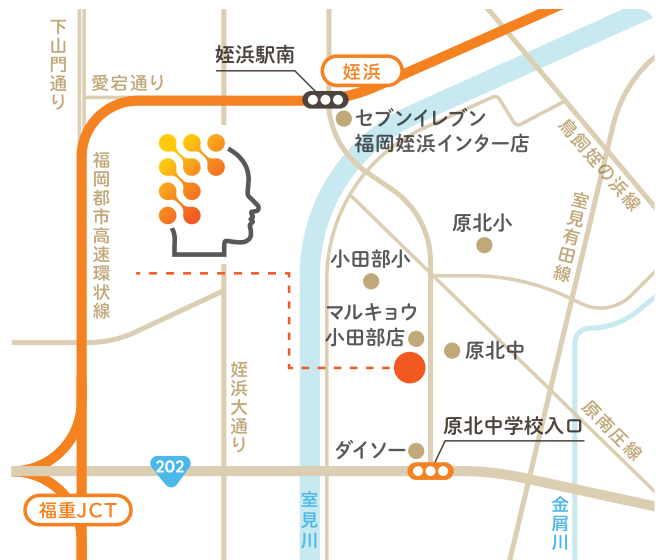 下山門通り
姪浜駅南
姪浜
愛宕通り
セブンイレブン
福岡姪浜インター店
鳥飼姪の浜線
福岡都市高速環状線
室見有田線
原北小
小田部小
マルキョウ
小田部店
原北中
姪浜大通り
原北中学校入口
原南庄線
ダイソー
202
福重JCT
室見川
金屑川